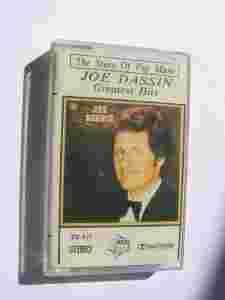 The Stars Of Pop Music
JOE DASSIN
Greatest Hits
JOE
DASSIN
STEREO